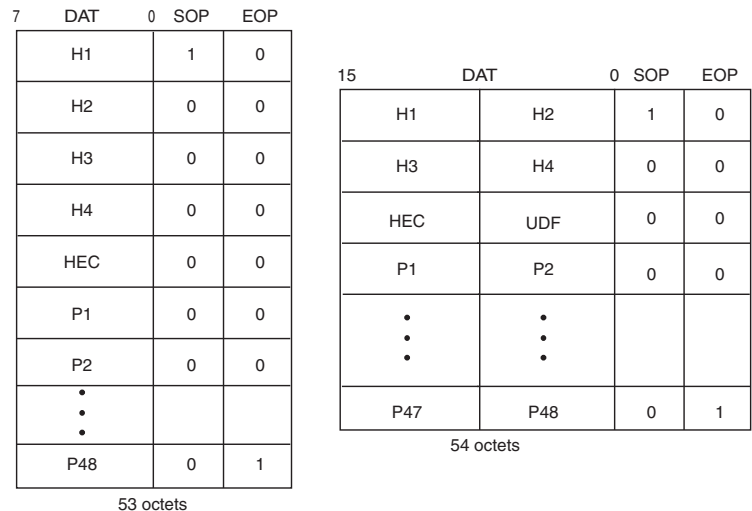 7 DAT 0 SOP EOP
H1 1 0
H2 0 0
H3 0 0
H4 0 0
HEC 0 0
P1 0 0
P2 0 0
P48 0 1
53 octets
15 DAT 0 SOP EOP
H1 H2 1 0
H3 H4 0 0
HEC UDF 0 0
P1 P2 0 0
P47 P48 0 1
54 octets